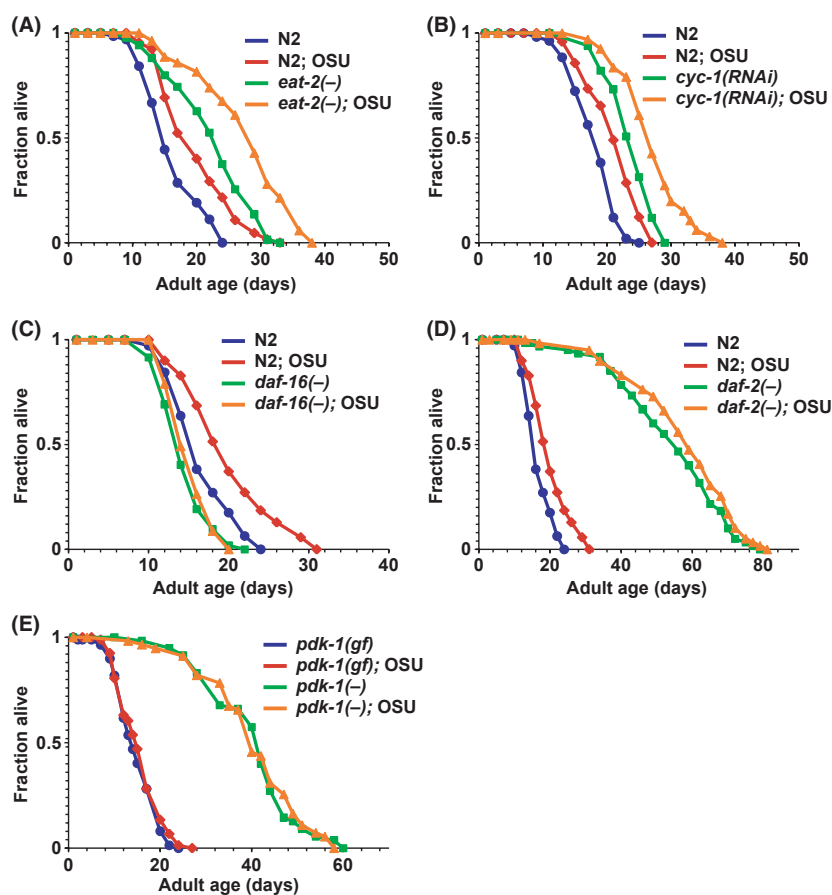 (A)
N2
N2; OSU
eat-2(–)
eat-2(–); OSU
Fraction alive
1
0.5
0
0 10 20 30 40 50
Adult age (days)
(B)
N2
N2; OSU
cyc-1(RNAi)
cyc-1(RNAi); OSU
Fraction alive
1
0.5
0
0 10 20 30 40 50
Adult age (days)
(C)
N2
N2; OSU
daf-16(–)
daf-16(–); OSU
Fraction alive
1
0.5
0
0 10 20 30 40
Adult age (days)
(D)
N2
N2; OSU
daf-2(–)
daf-2(–); OSU
Fraction alive
1
0.5
0
0 20 40 60 80
Adult age (days)
(E)
pdk-1(gf)
pdk-1(gf); OSU
pdk-1(–)
pdk-1(–); OSU
Fraction alive
1
0.5
0
0 20 40 60
Adult age (days)